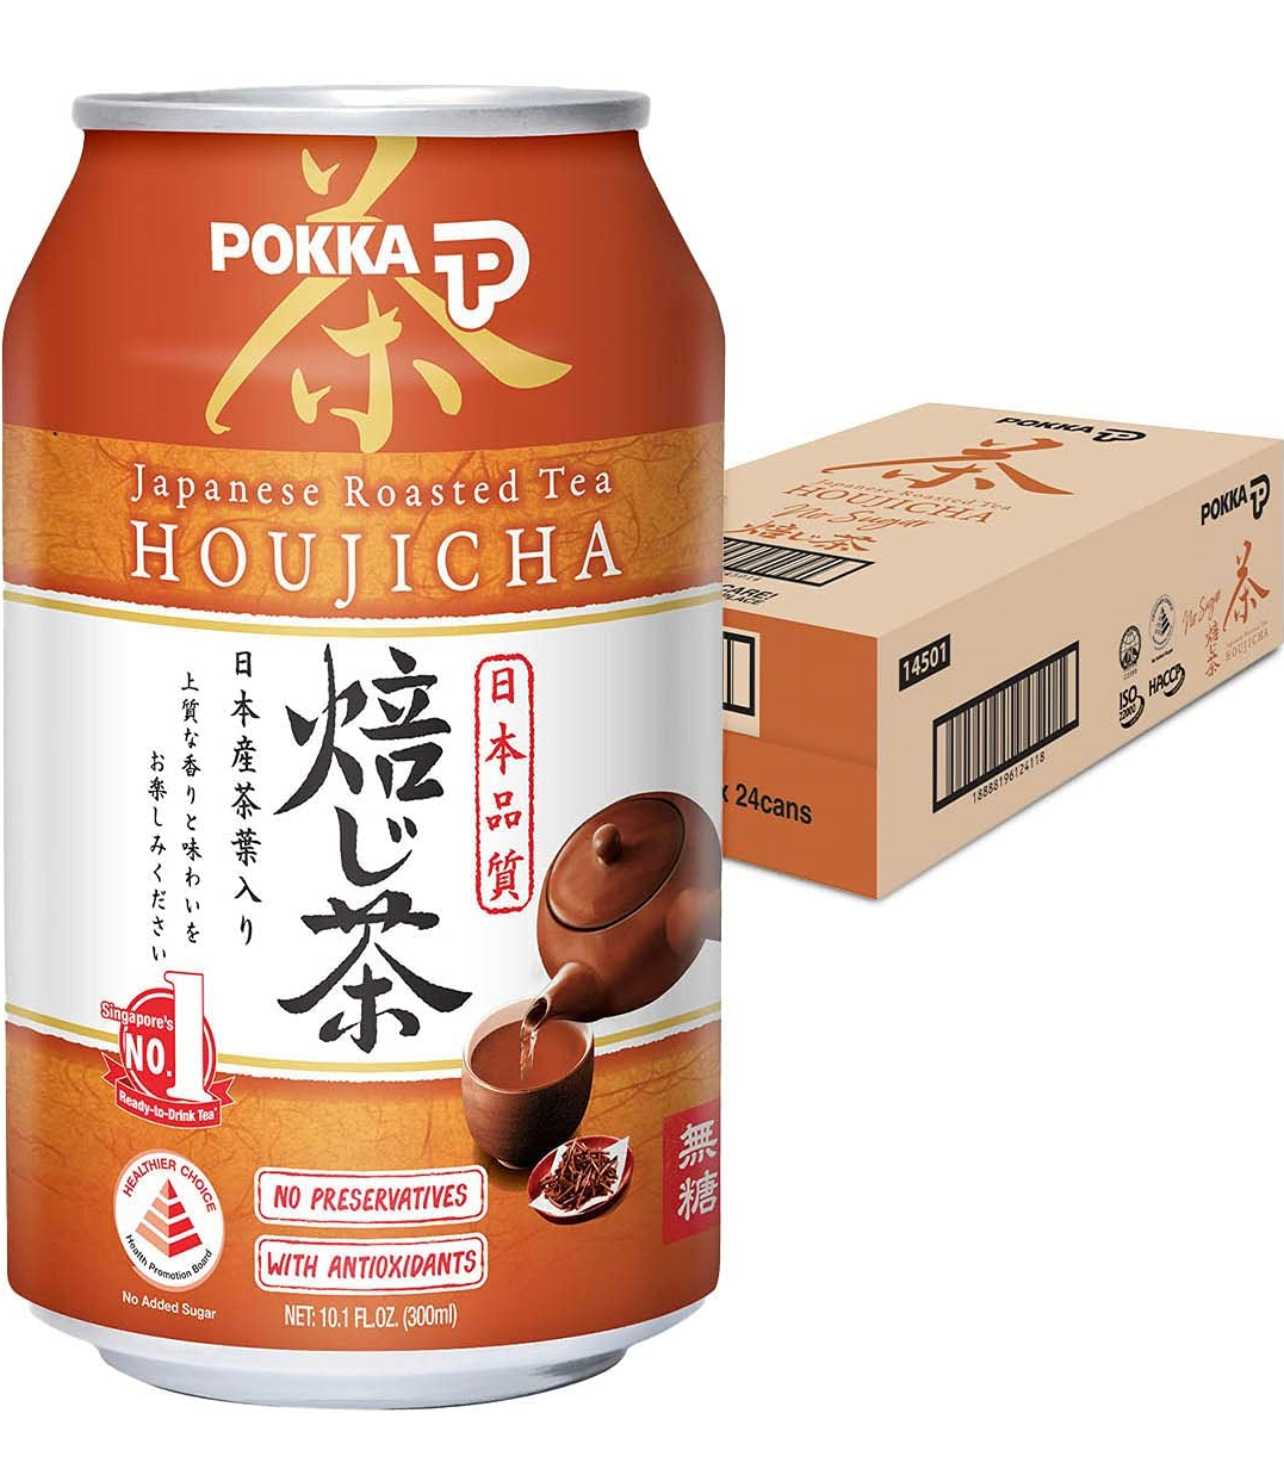 茶
POKKA
Japanese Roasted Tea
HOUJICHA
日本品質
焙じ茶
日本産茶葉入り
上質な香りと味わいを
お楽しみください
Singapore's
NO.1
Ready-to-Drink Tea*
HEALTHIER CHOICE
Health Promotion Board
No Added Sugar
NO PRESERVATIVES
WITH ANTIOXIDANTS
NET: 10.1 FL.OZ. (300ml)
無糖
POKKA
茶
Japanese Roasted Tea
HOUJICHA
No Sugar
焙じ茶
CARE!
14501
x 24cans
POKKA
茶
No Sugar
焙じ茶
HOUJICHA
ISO
22000
HACCP
18888196124118